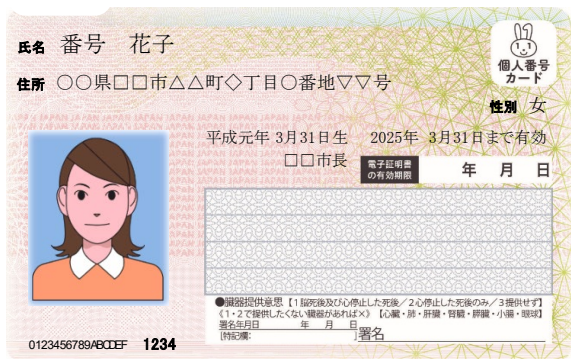 氏名 番号 花子
個人番号
カード
住所 〇〇県□□市△△町◇丁目〇番地▽▽号
性別 女
平成元年 3月31日生 2025年 3月31日まで有効
□□市長
電子証明書
の有効期限
年 月 日
●臓器提供意思【1脳死後及び心停止した死後／2心停止した死後のみ／3提供せず】
《1・2で提供したくない臓器があれば×》【心臓・肺・肝臓・腎臓・膵臓・小腸・眼球】
署名年月日 年 月 日
[特記欄: ]署名
0123456789ABCDEF 1234